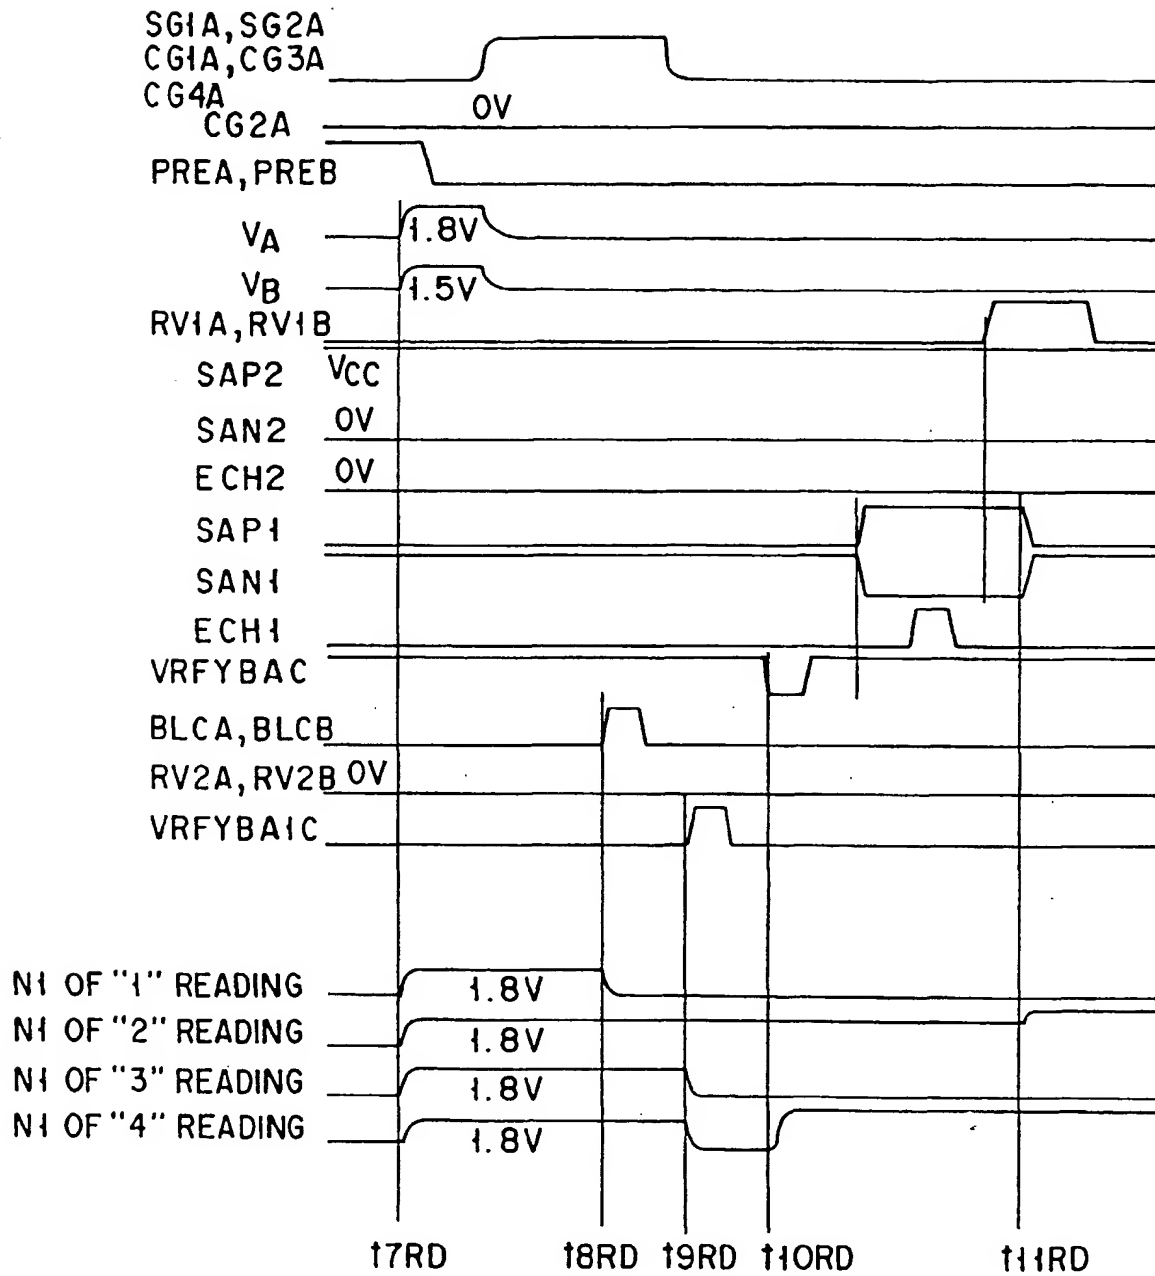 SG1A, SG2A
CG1A, CG3A
CG4A
0V
CG2A
PREA, PREB
VA
1.8V
VB
1.5V
RV1A, RV1B
SAP2 VCC
SAN2 0V
ECH2 0V
SAP1
SAN1
ECH1
VRFYBAC
BLCA, BLCB
RV2A, RV2B 0V
VRFYBA1C
N1 OF "1" READING
1.8V
N1 OF "2" READING
1.8V
N1 OF "3" READING
1.8V
N1 OF "4" READING
1.8V
t7RD t8RD t9RD t10RD t11RD